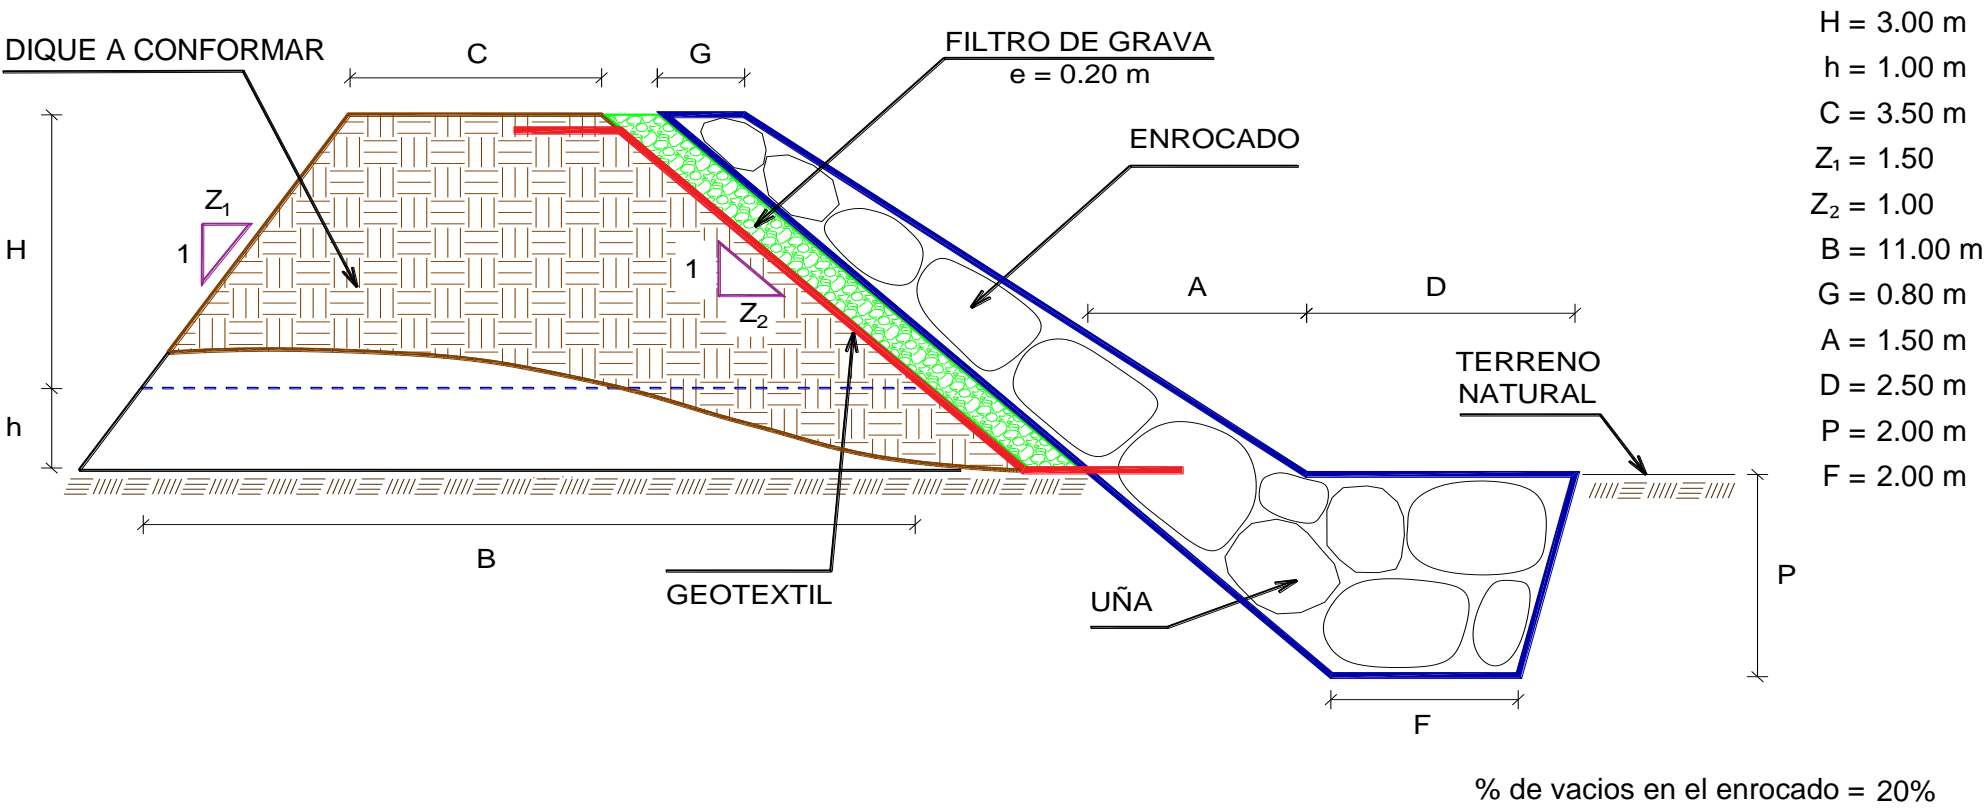 DIQUE A CONFORMAR
C
G
FILTRO DE GRAVA
e = 0.20 m
H = 3.00 m
h = 1.00 m
C = 3.50 m
Z₁ = 1.50
Z₂ = 1.00
B = 11.00 m
G = 0.80 m
A = 1.50 m
D = 2.50 m
P = 2.00 m
F = 2.00 m
ENROCADO
Z₁
1
H
1
Z₂
A
D
TERRENO
NATURAL
h
B
GEOTEXTIL
UÑA
P
F
% de vacios en el enrocado = 20%